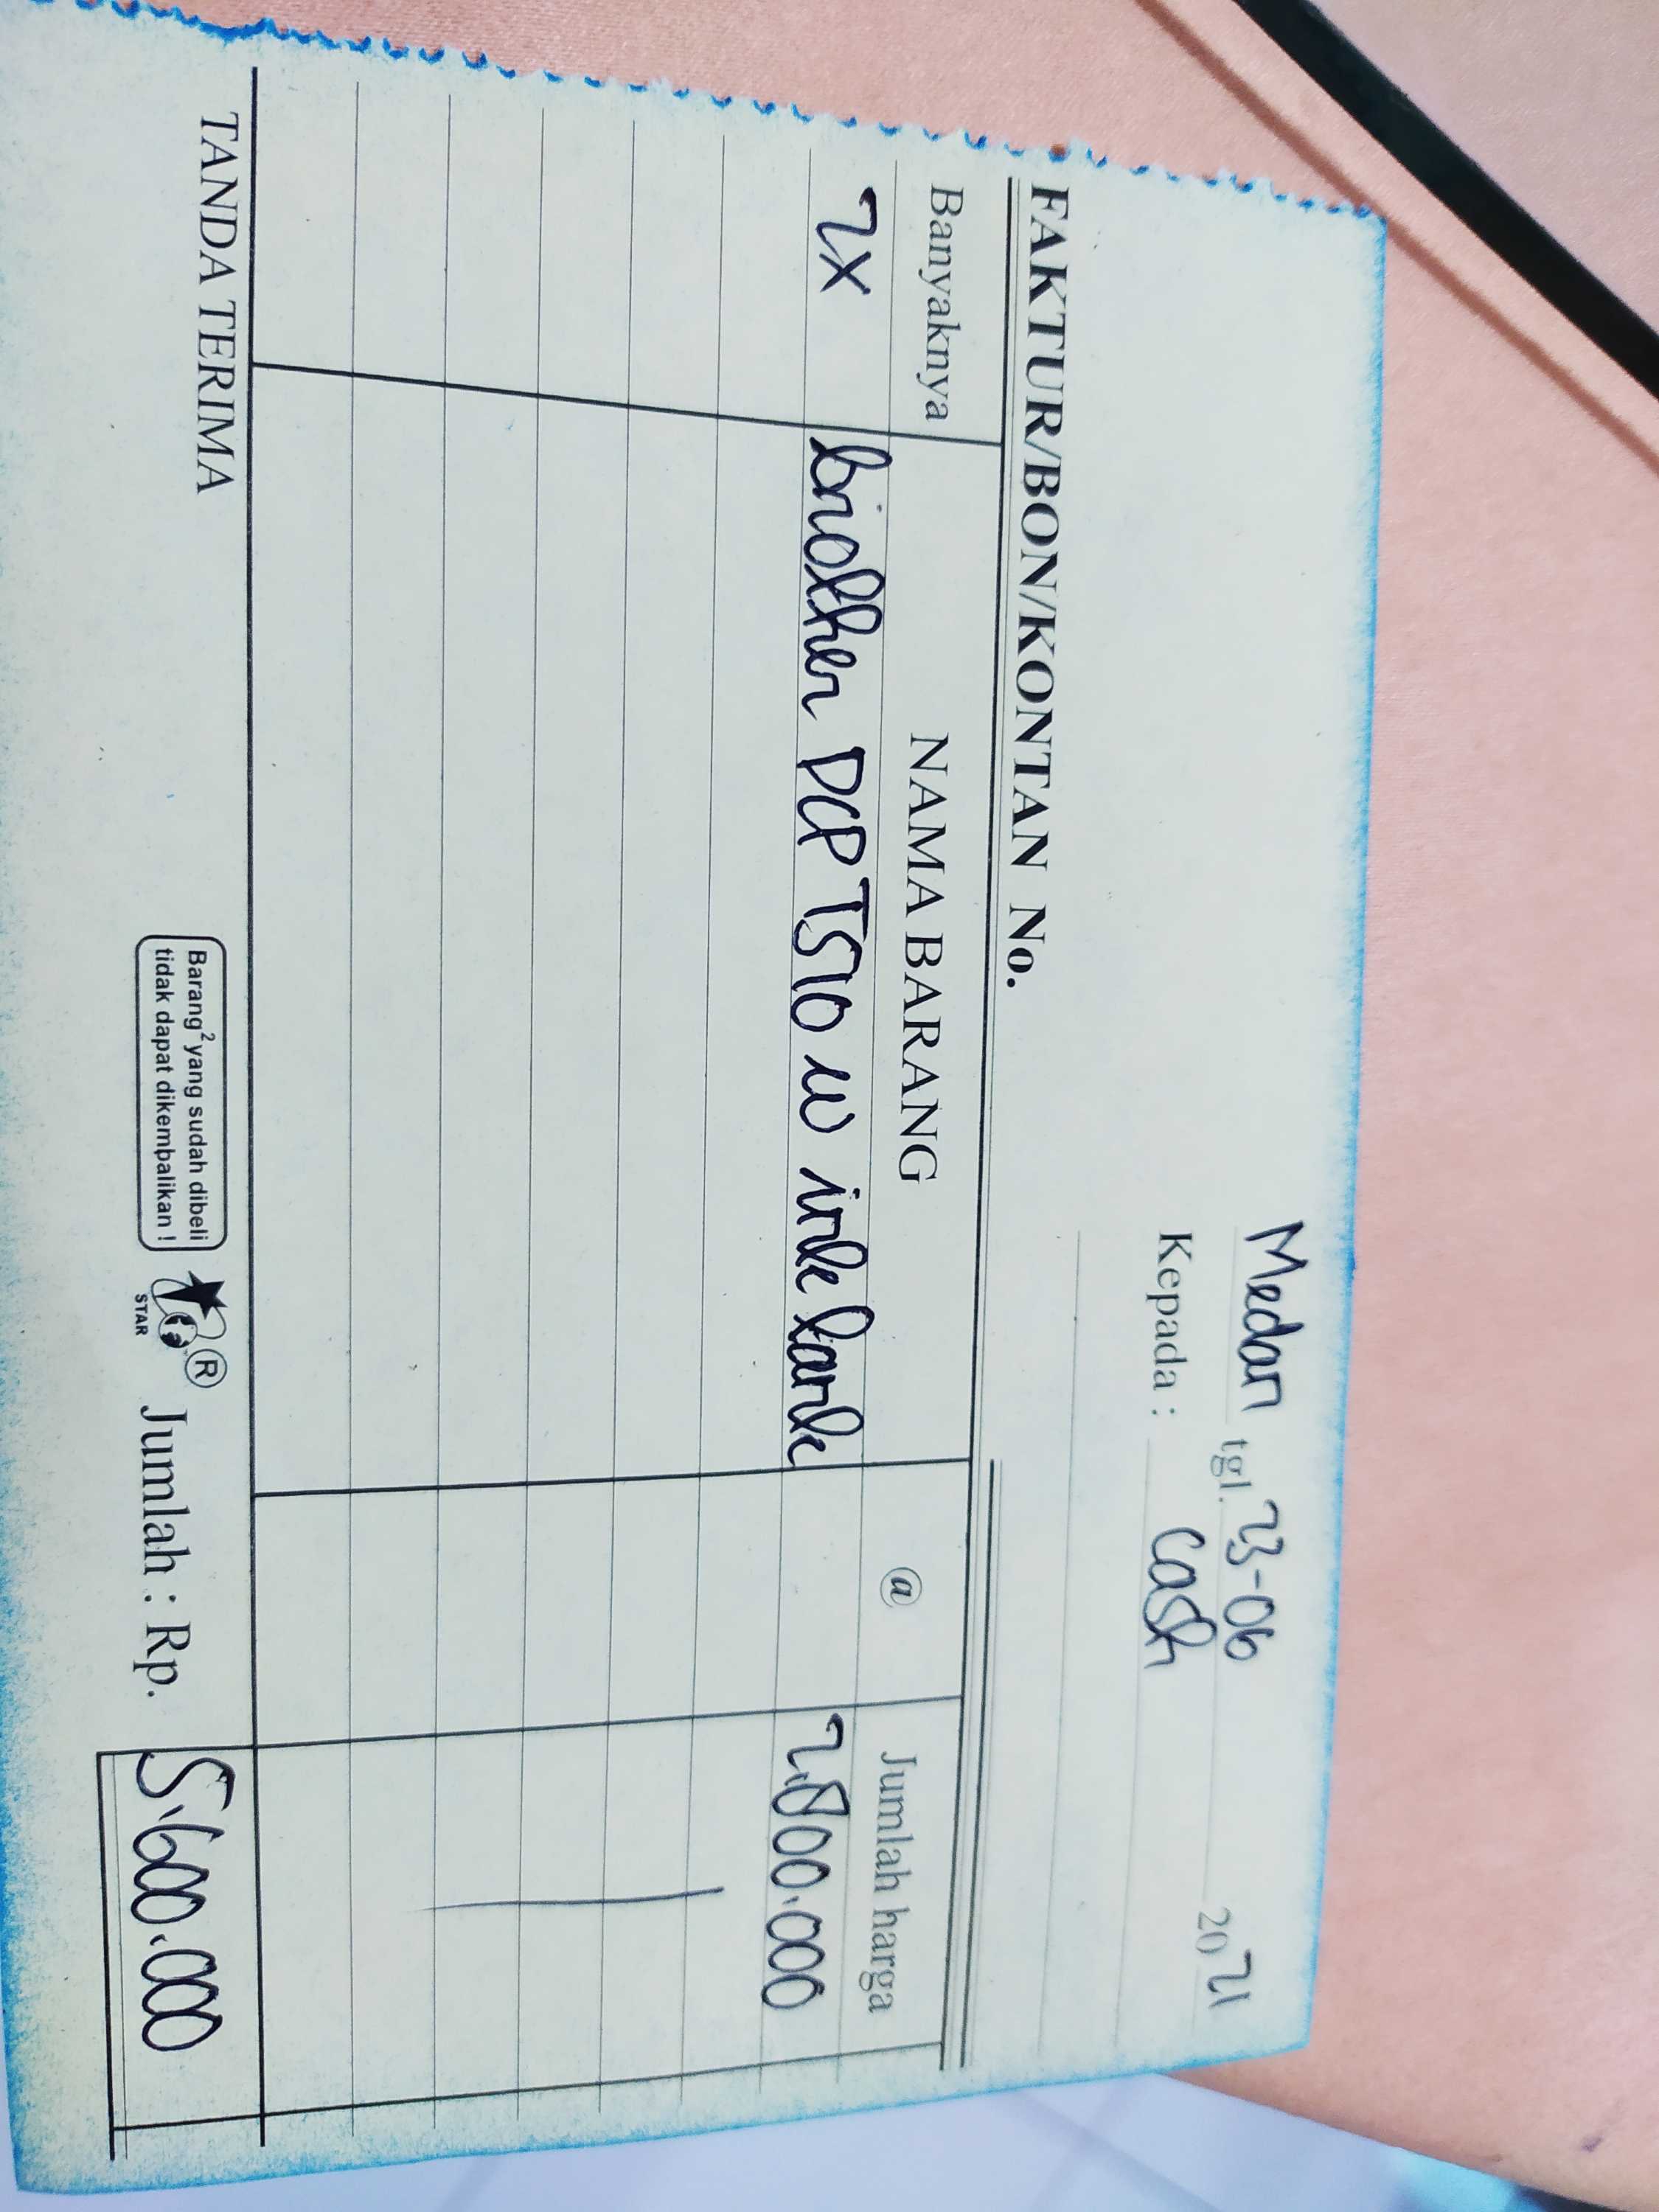 Medan tgl. 23-06 2021
Kepada : cash
FAKTUR/BON/KONTAN No.
Banyaknya NAMA BARANG @ Jumlah harga
2x brother DCP T510 w ink tank 2.800.000
TANDA TERIMA
Barang² yang sudah dibeli
tidak dapat dikembalikan !
STAR
®
Jumlah : Rp. 5.600.000